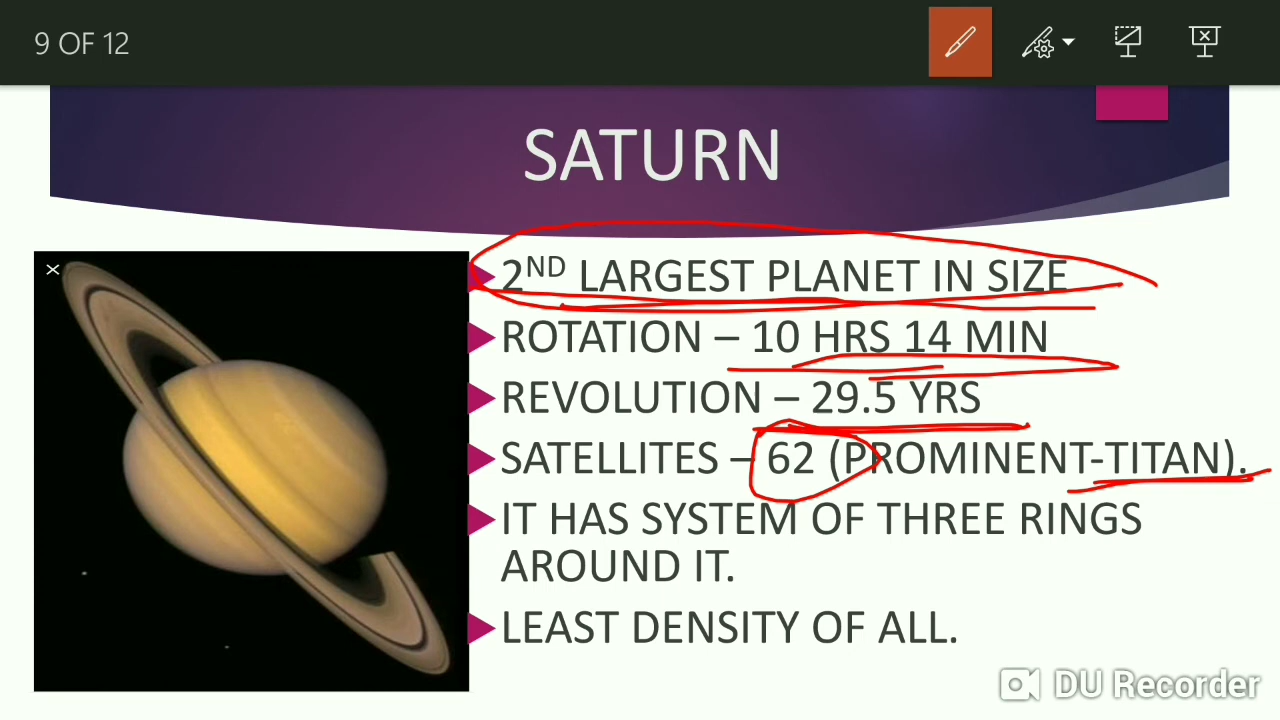 9 OF 12
SATURN
2ND LARGEST PLANET IN SIZE
ROTATION – 10 HRS 14 MIN
REVOLUTION – 29.5 YRS
SATELLITES – 62 (PROMINENT-TITAN).
IT HAS SYSTEM OF THREE RINGS
AROUND IT.
LEAST DENSITY OF ALL.
DU Recorder